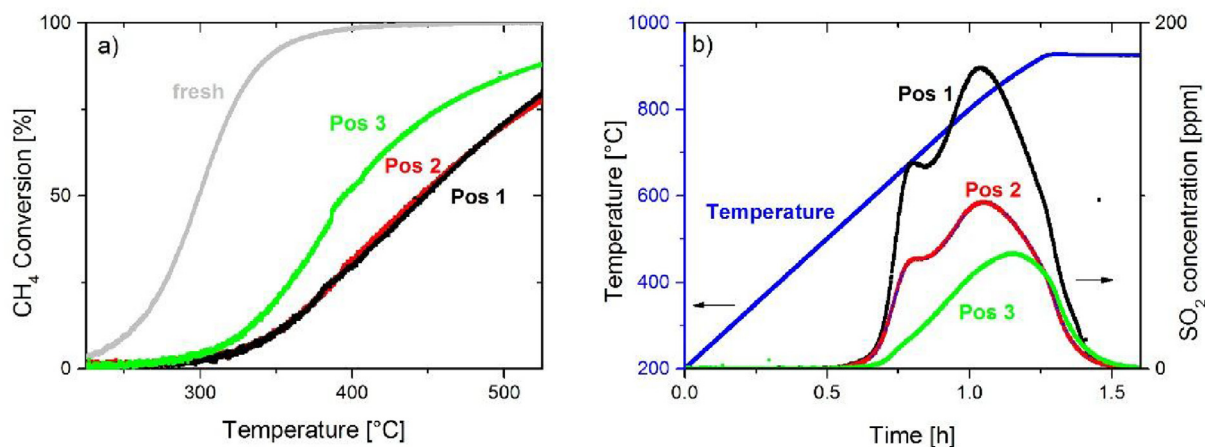 a)
fresh
Pos 3
Pos 2
Pos 1
100
50
0
CH₄ Conversion [%]
300 400 500
Temperature [°C]
b)
Pos 1
Pos 2
Pos 3
Temperature
1000
800
600
400
200
Temperature [°C]
200
100
0
SO₂ concentration [ppm]
0.0 0.5 1.0 1.5
Time [h]